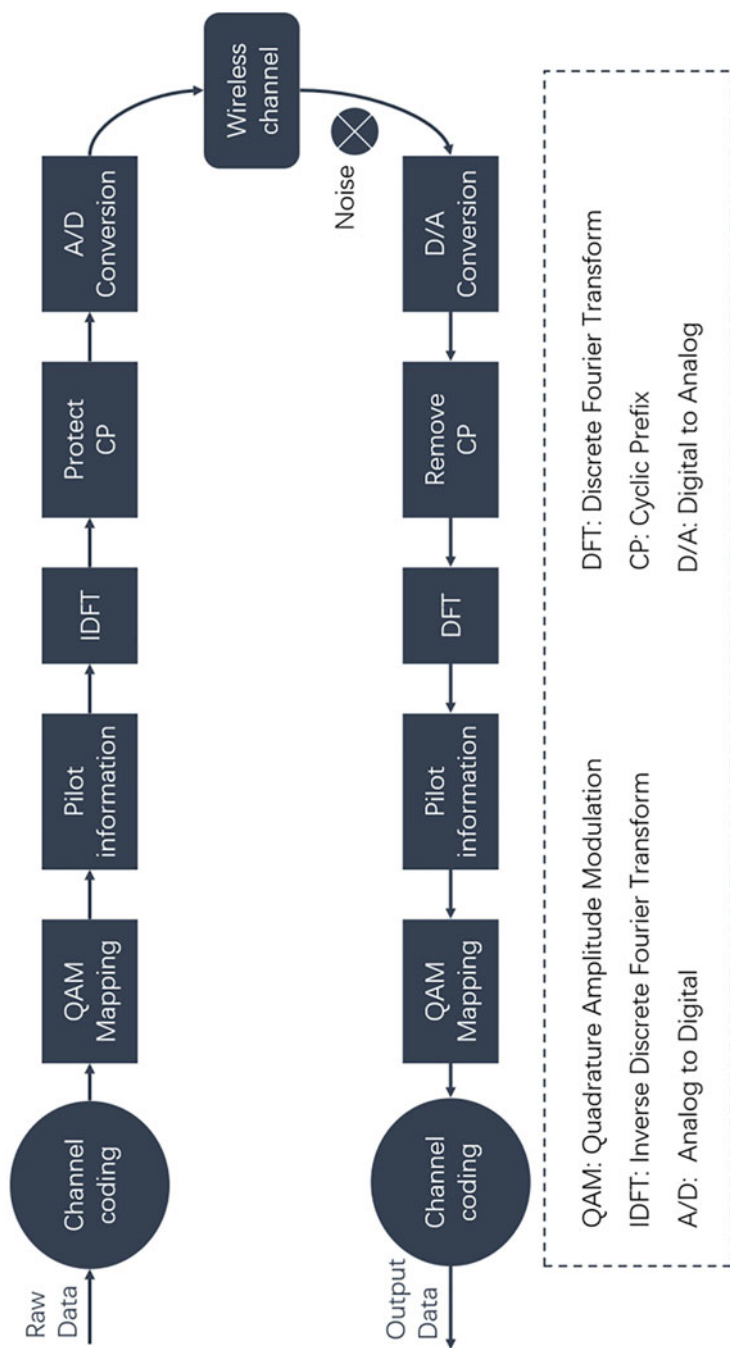 Raw
Data
Channel
coding
QAM
Mapping
Pilot
information
IDFT
Protect
CP
A/D
Conversion
Wireless
channel
Noise
D/A
Conversion
Remove
CP
DFT
Pilot
information
QAM
Mapping
Channel
coding
Output
Data
QAM: Quadrature Amplitude Modulation
IDFT: Inverse Discrete Fourier Transform
A/D: Analog to Digital
DFT: Discrete Fourier Transform
CP: Cyclic Prefix
D/A: Digital to Analog